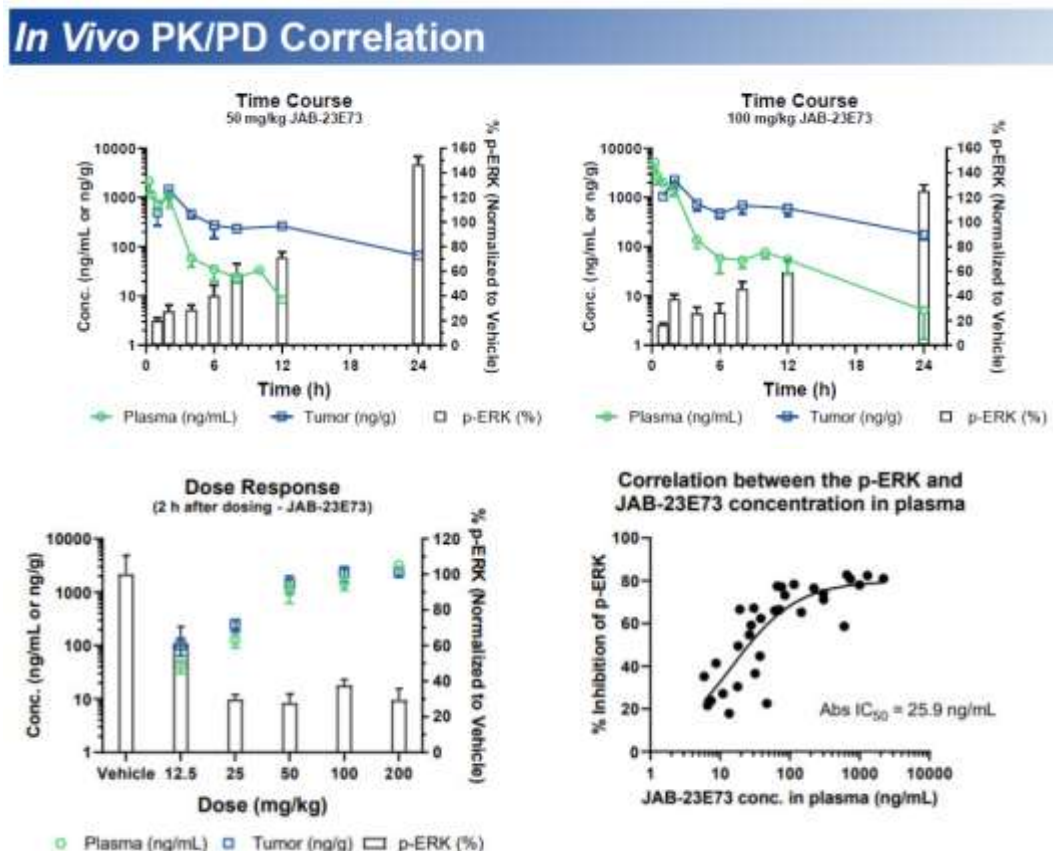 In Vivo PK/PD Correlation
Time Course
50 mg/kg JAB-23E73
Conc. (ng/mL or ng/g)
10000
1000
100
10
1
160
140
120
100
80
60
40
20
0
% p-ERK (Normalized to Vehicle)
0 6 12 18 24
Time (h)
Plasma (ng/mL) Tumor (ng/g) p-ERK (%)
Time Course
100 mg/kg JAB-23E73
Conc. (ng/mL or ng/g)
10000
1000
100
10
1
160
140
120
100
80
60
40
20
0
% p-ERK (Normalized to Vehicle)
0 6 12 18 24
Time (h)
Plasma (ng/mL) Tumor (ng/g) p-ERK (%)
Dose Response
(2 h after dosing - JAB-23E73)
Conc. (ng/mL or ng/g)
10000
1000
100
10
1
120
100
80
60
40
20
0
% p-ERK (Normalized to Vehicle)
Vehicle 12.5 25 50 100 200
Dose (mg/kg)
Plasma (ng/mL) Tumor (ng/g) p-ERK (%)
Correlation between the p-ERK and
JAB-23E73 concentration in plasma
% Inhibition of p-ERK
100
80
60
40
20
0
Abs IC50 = 25.9 ng/mL
1 10 100 1000 10000
JAB-23E73 conc. in plasma (ng/mL)